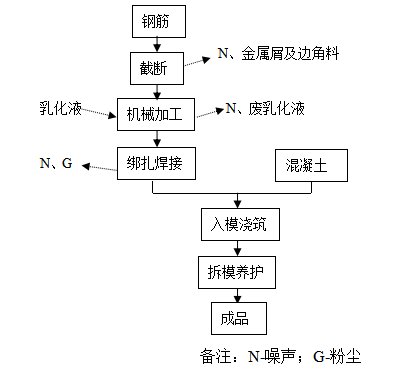 钢筋
截断
N、金属屑及边角料
乳化液
机械加工
N、废乳化液
N、G
绑扎焊接
混凝土
入模浇筑
拆模养护
成品
备注：N-噪声；G-粉尘